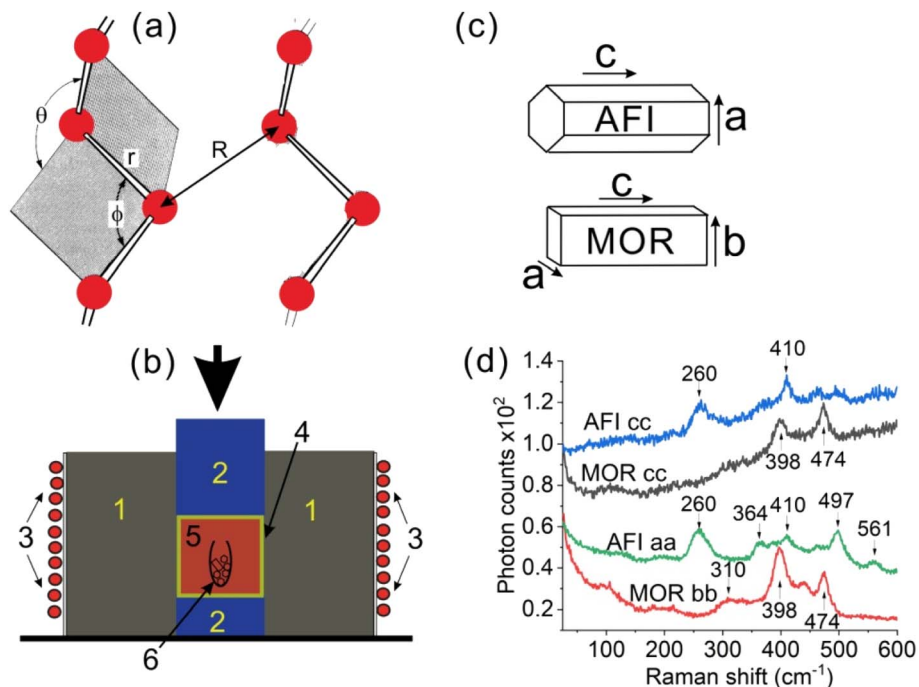 (a)
θ
r
R
ϕ
(b)
2
4
1
5
1
3
3
2
6
(c)
c
AFI
a
c
MOR
b
a
(d)
Photon counts x10²
1.4
1.2
1.0
0.8
0.6
0.4
0.2
260
410
AFI cc
MOR cc
398
474
260
364
410
497
561
AFI aa
MOR bb
310
398
474
100 200 300 400 500 600
Raman shift (cm⁻¹)